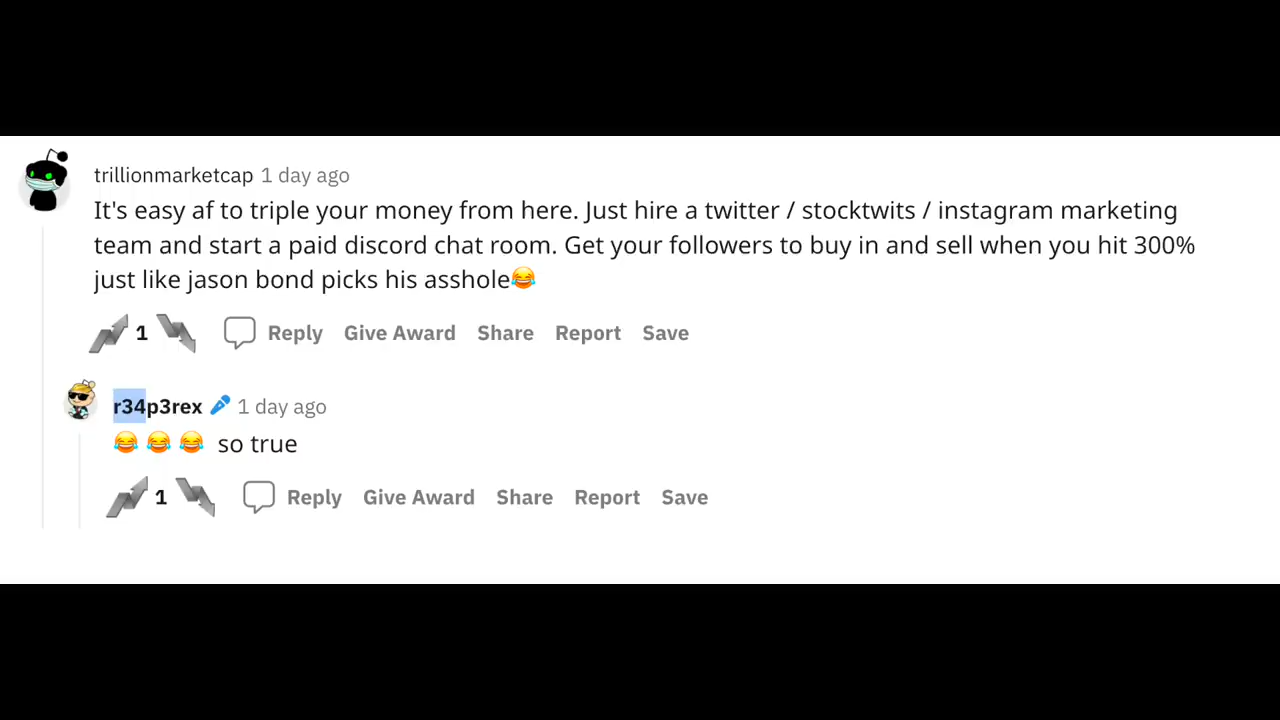 trillionmarketcap 1 day ago
It's easy af to triple your money from here. Just hire a twitter / stocktwits / instagram marketing
team and start a paid discord chat room. Get your followers to buy in and sell when you hit 300%
just like jason bond picks his asshole😂
1 Reply Give Award Share Report Save
r34p3rex 🎤 1 day ago
😂 😂 😂 so true
1 Reply Give Award Share Report Save